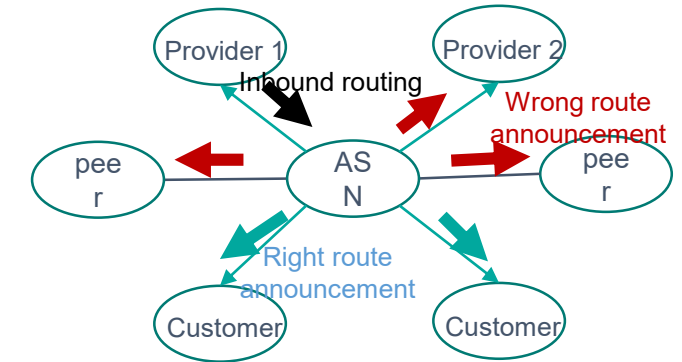 Provider 1
Provider 2
Inbound routing
Wrong route
announcement
pee
r
AS
N
pee
r
Right route
announcement
Customer
Customer